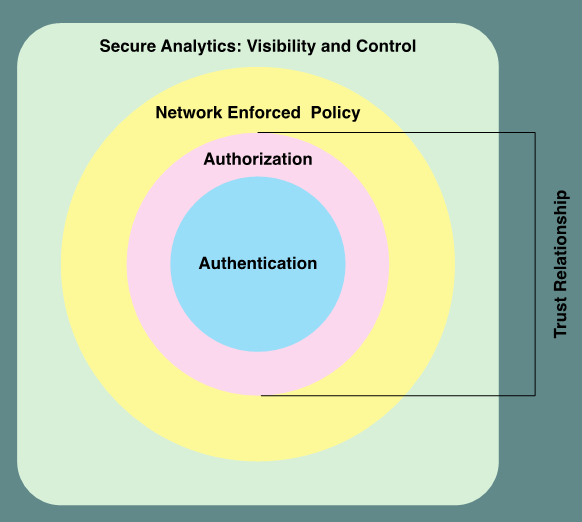 Secure Analytics: Visibility and Control
Network Enforced  Policy
Authorization
Authentication
Trust Relationship